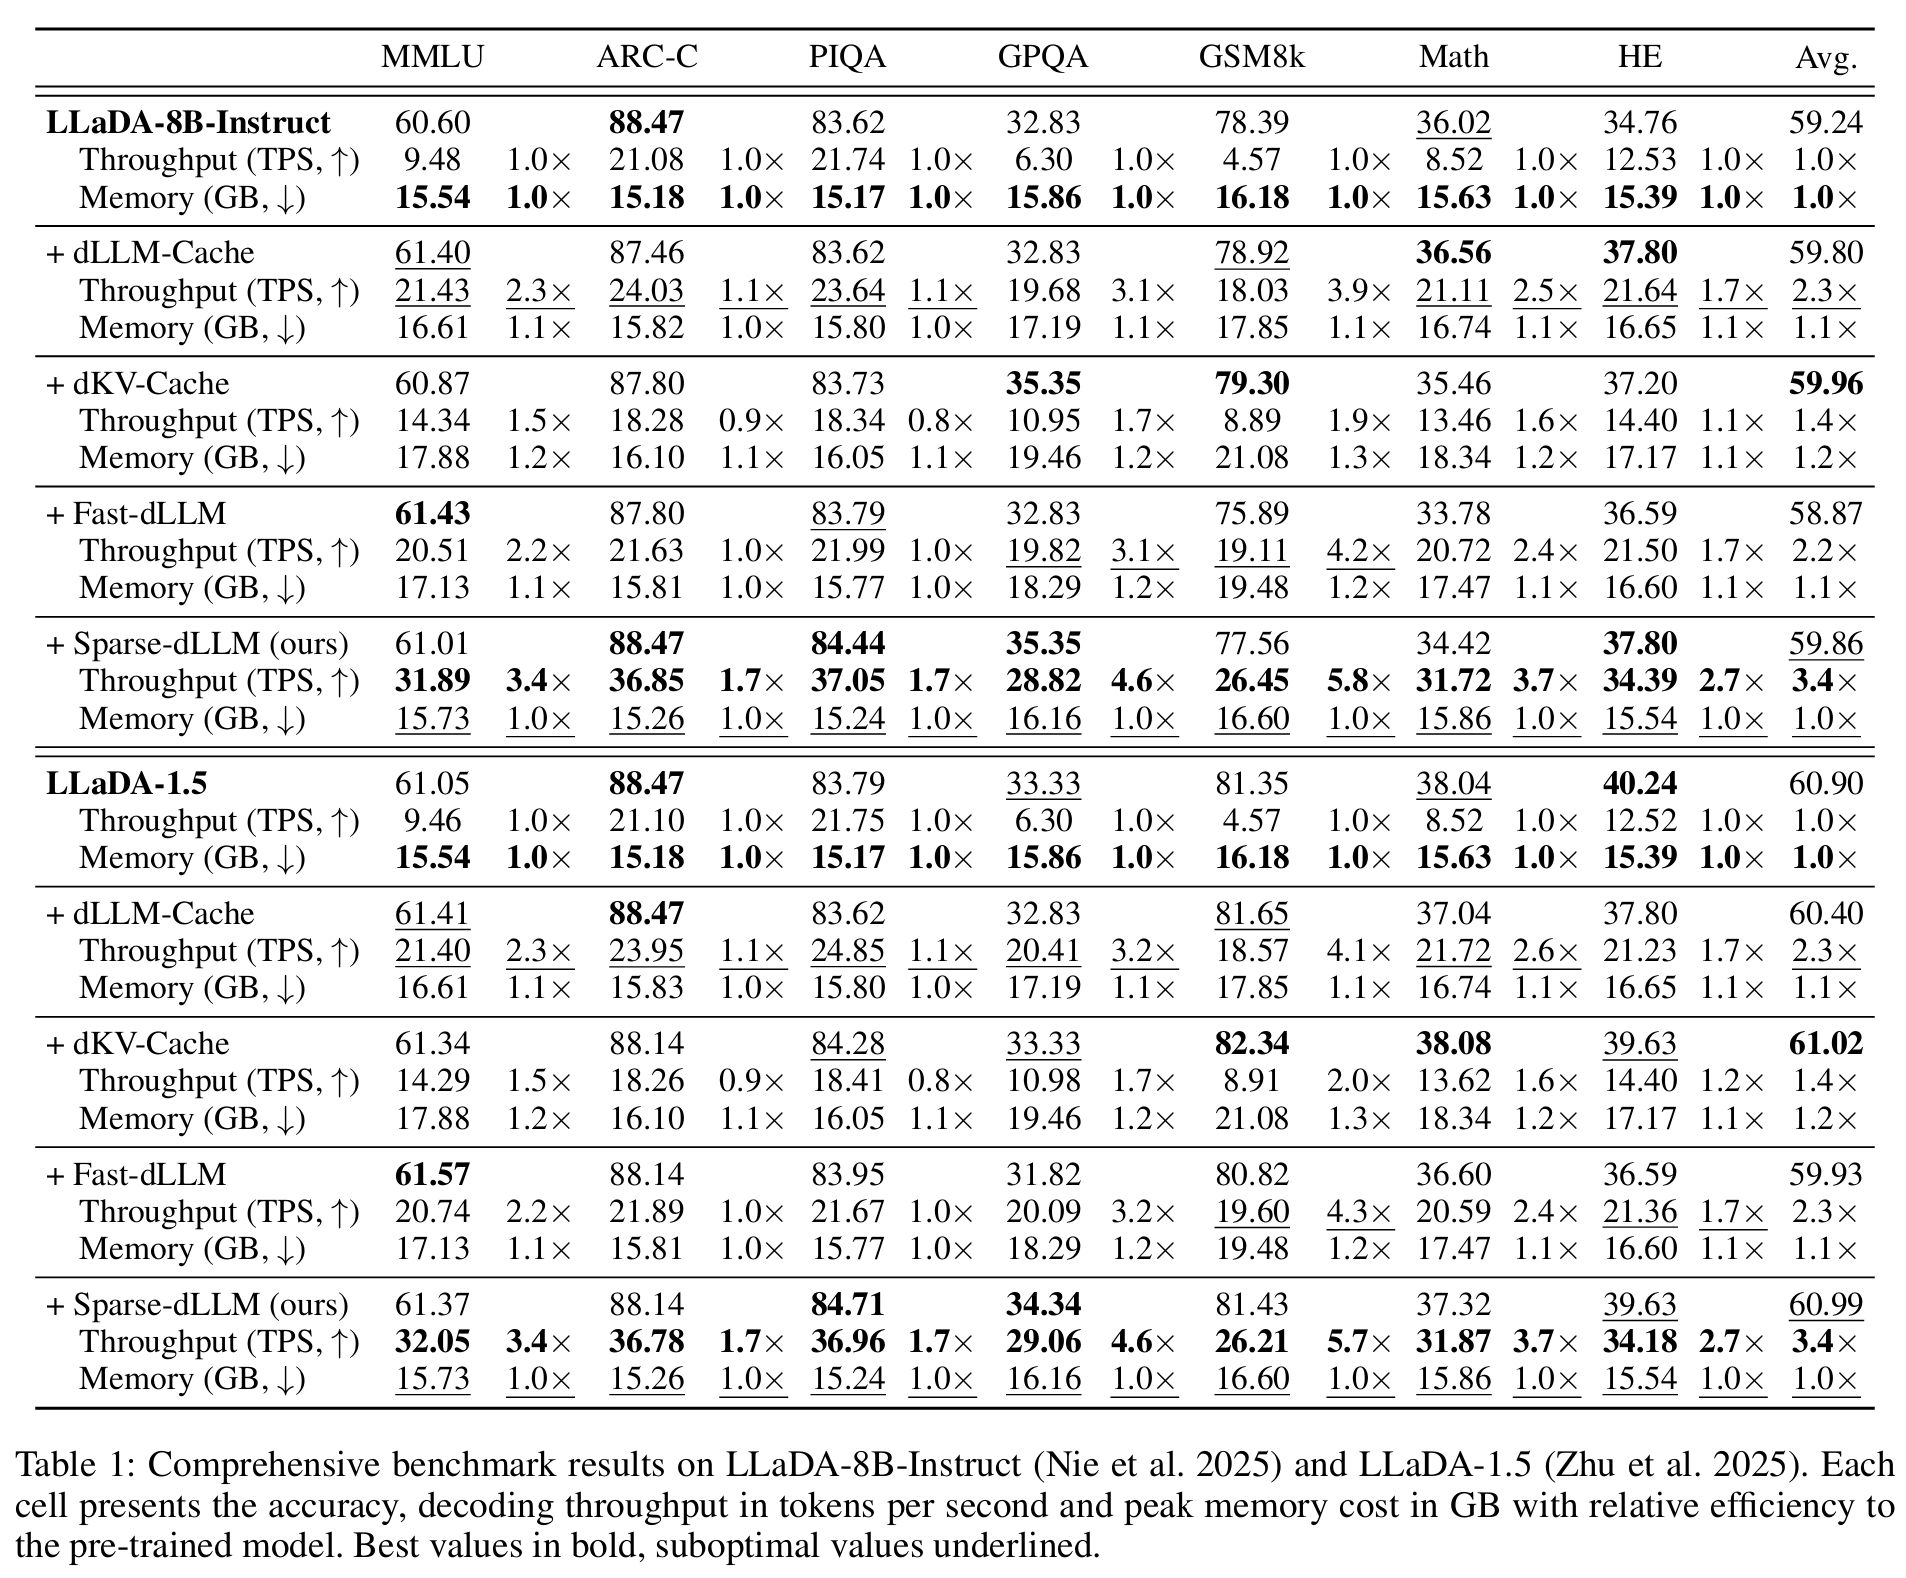 MMLU ARC-C PIQA GPQA GSM8k Math HE Avg.
LLaDA-8B-Instruct 60.60 88.47 83.62 32.83 78.39 36.02 34.76 59.24
Throughput (TPS, ↑) 9.48 1.0× 21.08 1.0× 21.74 1.0× 6.30 1.0× 4.57 1.0× 8.52 1.0× 12.53 1.0× 1.0×
Memory (GB, ↓) 15.54 1.0× 15.18 1.0× 15.17 1.0× 15.86 1.0× 16.18 1.0× 15.63 1.0× 15.39 1.0× 1.0×
+ dLLM-Cache 61.40 87.46 83.62 32.83 78.92 36.56 37.80 59.80
Throughput (TPS, ↑) 21.43 2.3× 24.03 1.1× 23.64 1.1× 19.68 3.1× 18.03 3.9× 21.11 2.5× 21.64 1.7× 2.3×
Memory (GB, ↓) 16.61 1.1× 15.82 1.0× 15.80 1.0× 17.19 1.1× 17.85 1.1× 16.74 1.1× 16.65 1.1× 1.1×
+ dKV-Cache 60.87 87.80 83.73 35.35 79.30 35.46 37.20 59.96
Throughput (TPS, ↑) 14.34 1.5× 18.28 0.9× 18.34 0.8× 10.95 1.7× 8.89 1.9× 13.46 1.6× 14.40 1.1× 1.4×
Memory (GB, ↓) 17.88 1.2× 16.10 1.1× 16.05 1.1× 19.46 1.2× 21.08 1.3× 18.34 1.2× 17.17 1.1× 1.2×
+ Fast-dLLM 61.43 87.80 83.79 32.83 75.89 33.78 36.59 58.87
Throughput (TPS, ↑) 20.51 2.2× 21.63 1.0× 21.99 1.0× 19.82 3.1× 19.11 4.2× 20.72 2.4× 21.50 1.7× 2.2×
Memory (GB, ↓) 17.13 1.1× 15.81 1.0× 15.77 1.0× 18.29 1.2× 19.48 1.2× 17.47 1.1× 16.60 1.1× 1.1×
+ Sparse-dLLM (ours) 61.01 88.47 84.44 35.35 77.56 34.42 37.80 59.86
Throughput (TPS, ↑) 31.89 3.4× 36.85 1.7× 37.05 1.7× 28.82 4.6× 26.45 5.8× 31.72 3.7× 34.39 2.7× 3.4×
Memory (GB, ↓) 15.73 1.0× 15.26 1.0× 15.24 1.0× 16.16 1.0× 16.60 1.0× 15.86 1.0× 15.54 1.0× 1.0×
LLaDA-1.5 61.05 88.47 83.79 33.33 81.35 38.04 40.24 60.90
Throughput (TPS, ↑) 9.46 1.0× 21.10 1.0× 21.75 1.0× 6.30 1.0× 4.57 1.0× 8.52 1.0× 12.52 1.0× 1.0×
Memory (GB, ↓) 15.54 1.0× 15.18 1.0× 15.17 1.0× 15.86 1.0× 16.18 1.0× 15.63 1.0× 15.39 1.0× 1.0×
+ dLLM-Cache 61.41 88.47 83.62 32.83 81.65 37.04 37.80 60.40
Throughput (TPS, ↑) 21.40 2.3× 23.95 1.1× 24.85 1.1× 20.41 3.2× 18.57 4.1× 21.72 2.6× 21.23 1.7× 2.3×
Memory (GB, ↓) 16.61 1.1× 15.83 1.0× 15.80 1.0× 17.19 1.1× 17.85 1.1× 16.74 1.1× 16.65 1.1× 1.1×
+ dKV-Cache 61.34 88.14 84.28 33.33 82.34 38.08 39.63 61.02
Throughput (TPS, ↑) 14.29 1.5× 18.26 0.9× 18.41 0.8× 10.98 1.7× 8.91 2.0× 13.62 1.6× 14.40 1.2× 1.4×
Memory (GB, ↓) 17.88 1.2× 16.10 1.1× 16.05 1.1× 19.46 1.2× 21.08 1.3× 18.34 1.2× 17.17 1.1× 1.2×
+ Fast-dLLM 61.57 88.14 83.95 31.82 80.82 36.60 36.59 59.93
Throughput (TPS, ↑) 20.74 2.2× 21.89 1.0× 21.67 1.0× 20.09 3.2× 19.60 4.3× 20.59 2.4× 21.36 1.7× 2.3×
Memory (GB, ↓) 17.13 1.1× 15.81 1.0× 15.77 1.0× 18.29 1.2× 19.48 1.2× 17.47 1.1× 16.60 1.1× 1.1×
+ Sparse-dLLM (ours) 61.37 88.14 84.71 34.34 81.43 37.32 39.63 60.99
Throughput (TPS, ↑) 32.05 3.4× 36.78 1.7× 36.96 1.7× 29.06 4.6× 26.21 5.7× 31.87 3.7× 34.18 2.7× 3.4×
Memory (GB, ↓) 15.73 1.0× 15.26 1.0× 15.24 1.0× 16.16 1.0× 16.60 1.0× 15.86 1.0× 15.54 1.0× 1.0×
Table 1: Comprehensive benchmark results on LLaDA-8B-Instruct (Nie et al. 2025) and LLaDA-1.5 (Zhu et al. 2025). Each
cell presents the accuracy, decoding throughput in tokens per second and peak memory cost in GB with relative efficiency to
the pre-trained model. Best values in bold, suboptimal values underlined.